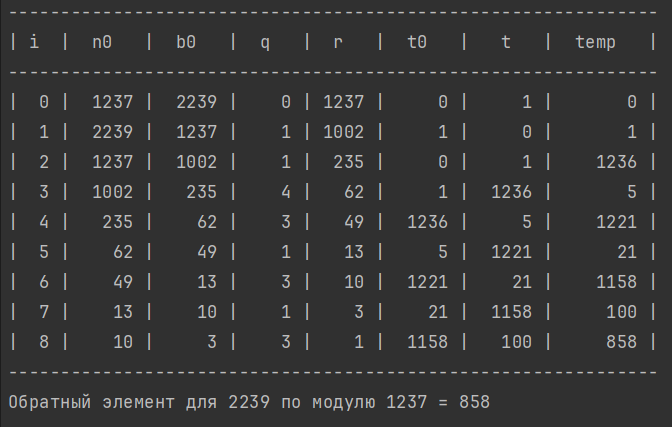 ---------------------------------------------------------------
| i  |  n0   |  b0   |  q   |  r   |  t0   |   t   |  temp   |
---------------------------------------------------------------
|  0 |  1237 |  2239 |    0 | 1237 |     0 |     1 |       0 |
|  1 |  2239 |  1237 |    1 | 1002 |     1 |     0 |       1 |
|  2 |  1237 |  1002 |    1 |  235 |     0 |     1 |    1236 |
|  3 |  1002 |   235 |    4 |   62 |     1 |  1236 |       5 |
|  4 |   235 |    62 |    3 |   49 |  1236 |     5 |    1221 |
|  5 |    62 |    49 |    1 |   13 |     5 |  1221 |      21 |
|  6 |    49 |    13 |    3 |   10 |  1221 |    21 |    1158 |
|  7 |    13 |    10 |    1 |    3 |    21 |  1158 |     100 |
|  8 |    10 |     3 |    3 |    1 |  1158 |   100 |     858 |
---------------------------------------------------------------
Обратный элемент для 2239 по модулю 1237 = 858